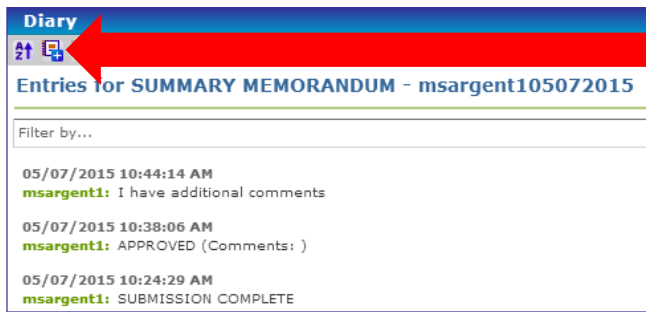 Diary
Entries for SUMMARY MEMORANDUM - msargent105072015
Filter by...
05/07/2015 10:44:14 AM
msargent1: I have additional comments
05/07/2015 10:38:06 AM
msargent1: APPROVED (Comments: )
05/07/2015 10:24:29 AM
msargent1: SUBMISSION COMPLETE